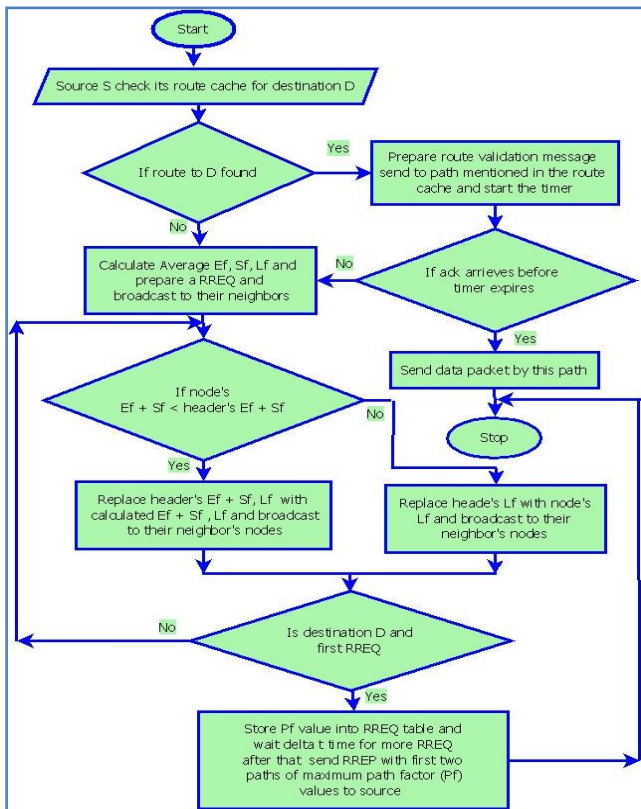 Start
Source S check its route cache for destination D
If route to D found
Yes
Prepare route validation message
send to path mentioned in the route
cache and start the timer
No
Calculate Average Ef, Sf, Lf and
prepare a RREQ and
broadcast to their neighbors
No
If ack arrieves before
timer expires
Yes
Send data packet by this path
Stop
If node's
Ef + Sf < header's Ef + Sf
No
Yes
Replace header's Ef + Sf, Lf with
calculated Ef + Sf , Lf and broadcast
to their neighbor's nodes
Replace heade's Lf with node's
Lf and broadcast to their
neighbor's nodes
No
Is destination D and
first RREQ
Yes
Store Pf value into RREQ table and
wait delta t time for more RREQ
after that send RREP with first two
paths of maximum path factor (Pf)
values to source